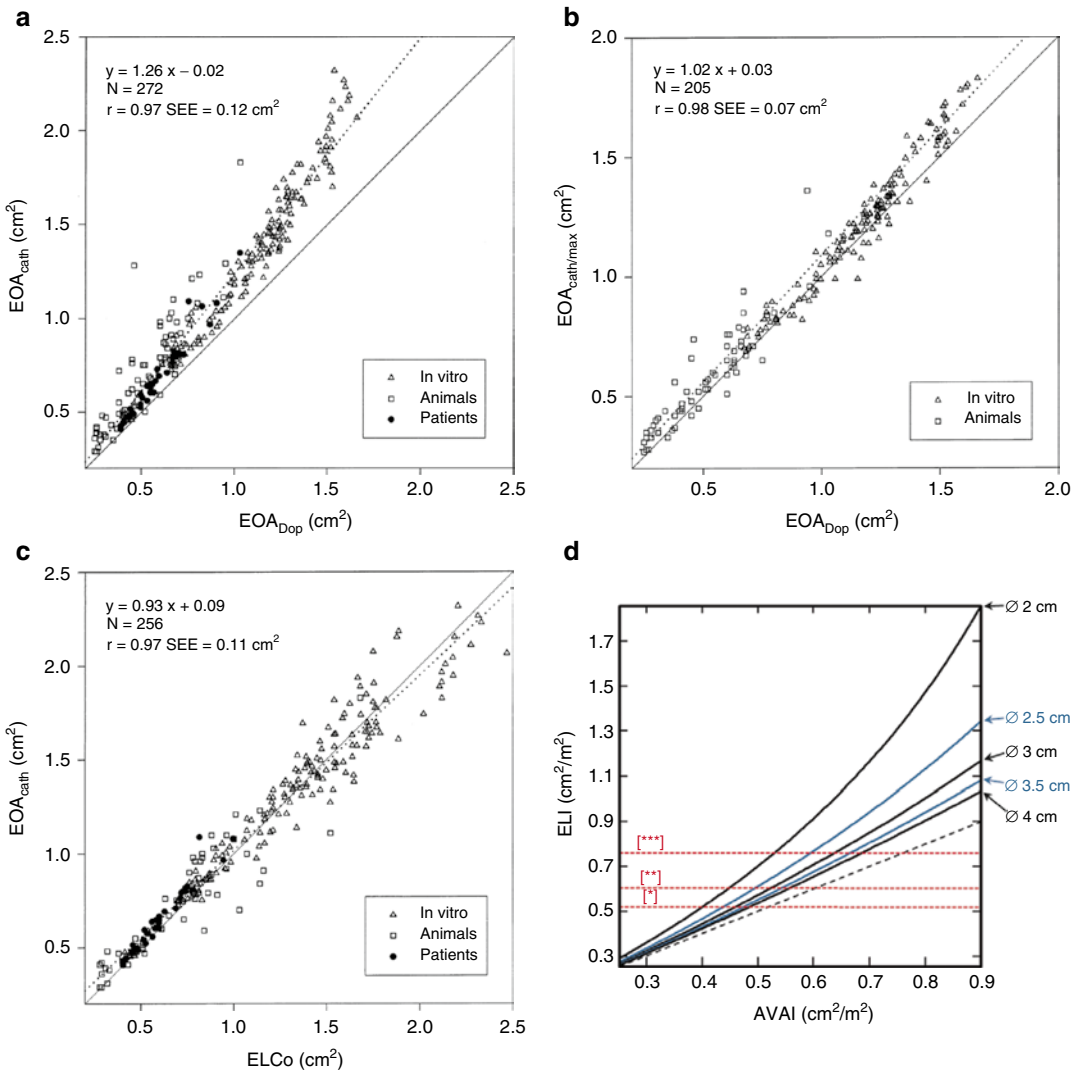 a
2.5
2.0
1.5
1.0
0.5
EOAcath (cm2)
y = 1.26 x – 0.02
N = 272
r = 0.97 SEE = 0.12 cm2
In vitro
Animals
Patients
0.5 1.0 1.5 2.0 2.5
EOADop (cm2)
b
2.0
1.5
1.0
0.5
EOAcath/max (cm2)
y = 1.02 x + 0.03
N = 205
r = 0.98 SEE = 0.07 cm2
In vitro
Animals
0.5 1.0 1.5 2.0
EOADop (cm2)
c
2.5
2.0
1.5
1.0
0.5
EOAcath (cm2)
y = 0.93 x + 0.09
N = 256
r = 0.97 SEE = 0.11 cm2
In vitro
Animals
Patients
0.5 1.0 1.5 2.0 2.5
ELCo (cm2)
d
1.7
1.5
1.3
1.1
0.9
0.7
0.5
0.3
ELI (cm2/m2)
[***]
[**]
[*]
∅ 2 cm
∅ 2.5 cm
∅ 3 cm
∅ 3.5 cm
∅ 4 cm
0.3 0.4 0.5 0.6 0.7 0.8 0.9
AVAI (cm2/m2)